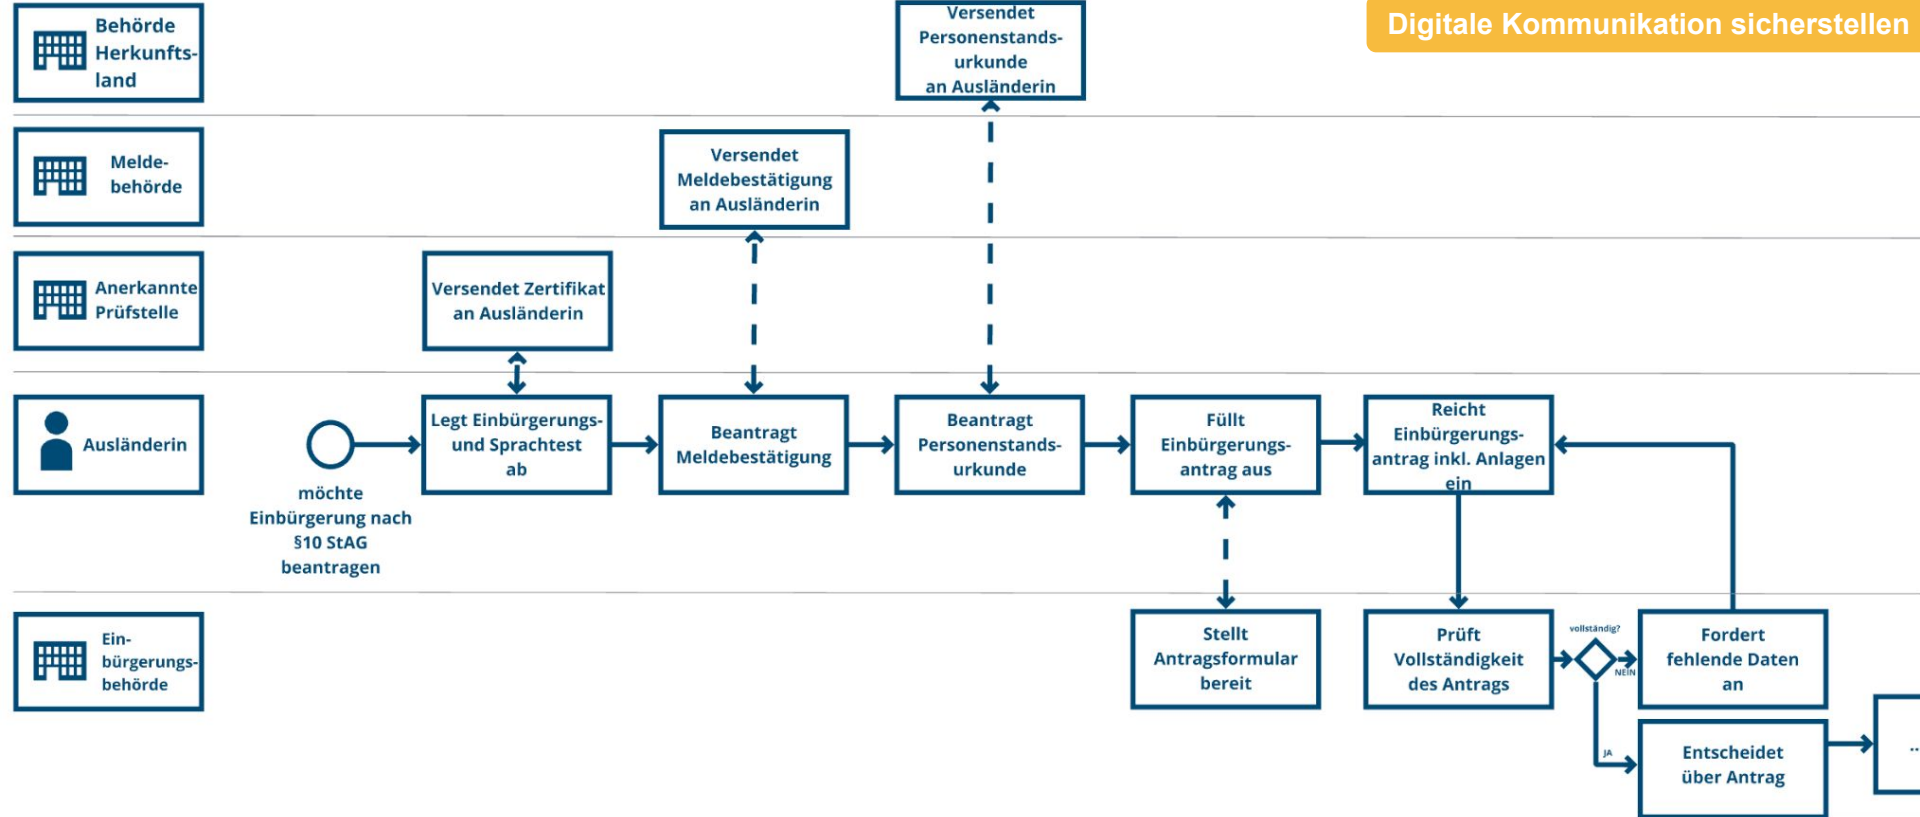 Digitale Kommunikation sicherstellen
Behörde
Herkunfts-
land
Versendet
Personenstands-
urkunde
an Ausländerin
Melde-
behörde
Versendet
Meldebestätigung
an Ausländerin
Anerkannte
Prüfstelle
Versendet Zertifikat
an Ausländerin
Ausländerin
möchte
Einbürgerung nach
§10 StAG
beantragen
Legt Einbürgerungs-
und Sprachtest
ab
Beantragt
Meldebestätigung
Beantragt
Personenstands-
urkunde
Füllt
Einbürgerungs-
antrag aus
Reicht
Einbürgerungs-
antrag inkl. Anlagen
ein
Ein-
bürgerungs-
behörde
Stellt
Antragsformular
bereit
Prüft
Vollständigkeit
des Antrags
vollständig?
NEIN
Fordert
fehlende Daten
an
JA
Entscheidet
über Antrag
..